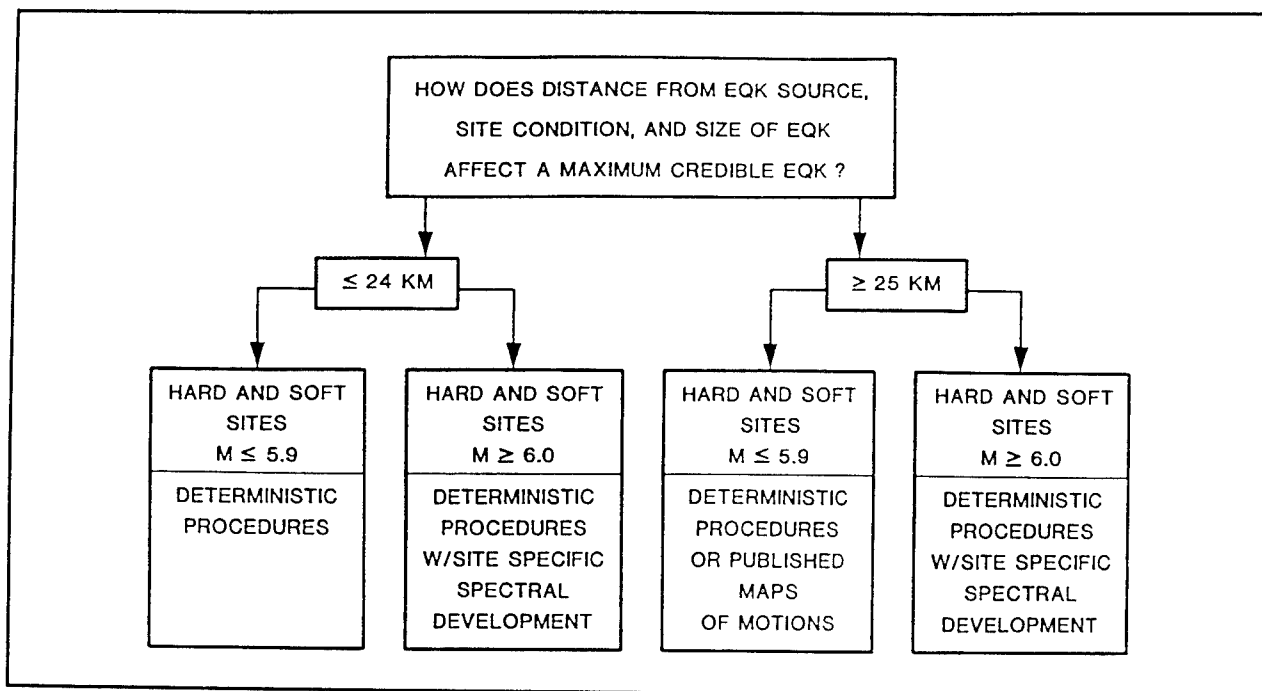 HOW DOES DISTANCE FROM EQK SOURCE,
SITE CONDITION, AND SIZE OF EQK
AFFECT A MAXIMUM CREDIBLE EQK ?
≤ 24 KM
≥ 25 KM
HARD AND SOFT
SITES
M ≤ 5.9
DETERMINISTIC
PROCEDURES
HARD AND SOFT
SITES
M ≥ 6.0
DETERMINISTIC
PROCEDURES
W/SITE SPECIFIC
SPECTRAL
DEVELOPMENT
HARD AND SOFT
SITES
M ≤ 5.9
DETERMINISTIC
PROCEDURES
OR PUBLISHED
MAPS
OF MOTIONS
HARD AND SOFT
SITES
M ≥ 6.0
DETERMINISTIC
PROCEDURES
W/SITE SPECIFIC
SPECTRAL
DEVELOPMENT